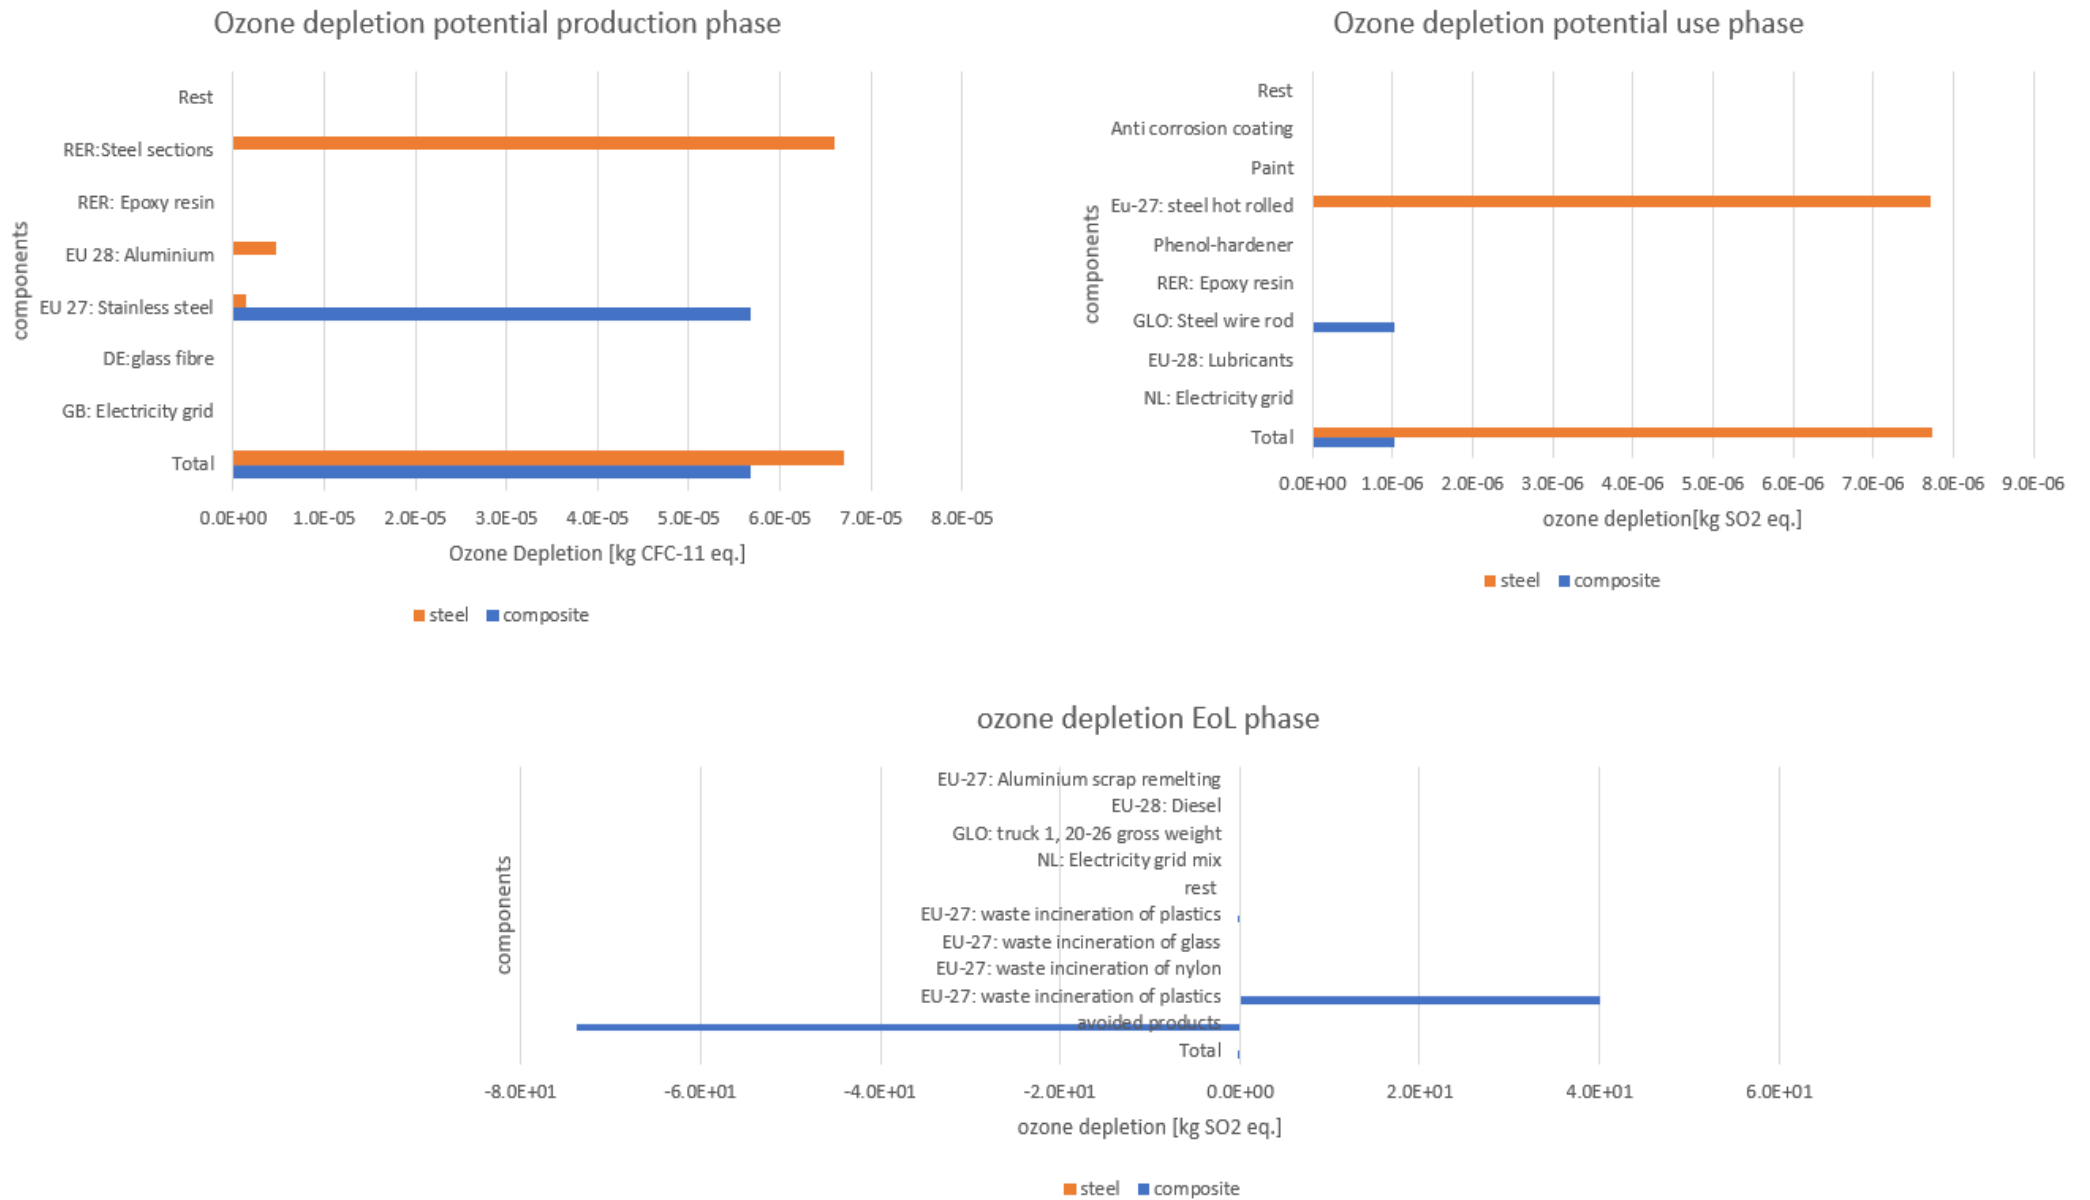 Ozone depletion potential production phase
Rest
RER:Steel sections
RER: Epoxy resin
EU 28: Aluminium
EU 27: Stainless steel
DE:glass fibre
GB: Electricity grid
Total
components
0.0E+00 1.0E-05 2.0E-05 3.0E-05 4.0E-05 5.0E-05 6.0E-05 7.0E-05 8.0E-05
Ozone Depletion [kg CFC-11 eq.]
steel composite
Ozone depletion potential use phase
Rest
Anti corrosion coating
Paint
Eu-27: steel hot rolled
Phenol-hardener
RER: Epoxy resin
GLO: Steel wire rod
EU-28: Lubricants
NL: Electricity grid
Total
components
0.0E+00 1.0E-06 2.0E-06 3.0E-06 4.0E-06 5.0E-06 6.0E-06 7.0E-06 8.0E-06 9.0E-06
ozone depletion[kg SO2 eq.]
steel composite
ozone depletion EoL phase
EU-27: Aluminium scrap remelting
EU-28: Diesel
GLO: truck 1, 20-26 gross weight
NL: Electricity grid mix
rest
EU-27: waste incineration of plastics
EU-27: waste incineration of glass
EU-27: waste incineration of nylon
EU-27: waste incineration of plastics
avoided products
Total
components
-8.0E+01 -6.0E+01 -4.0E+01 -2.0E+01 0.0E+00 2.0E+01 4.0E+01 6.0E+01
ozone depletion [kg SO2 eq.]
steel composite